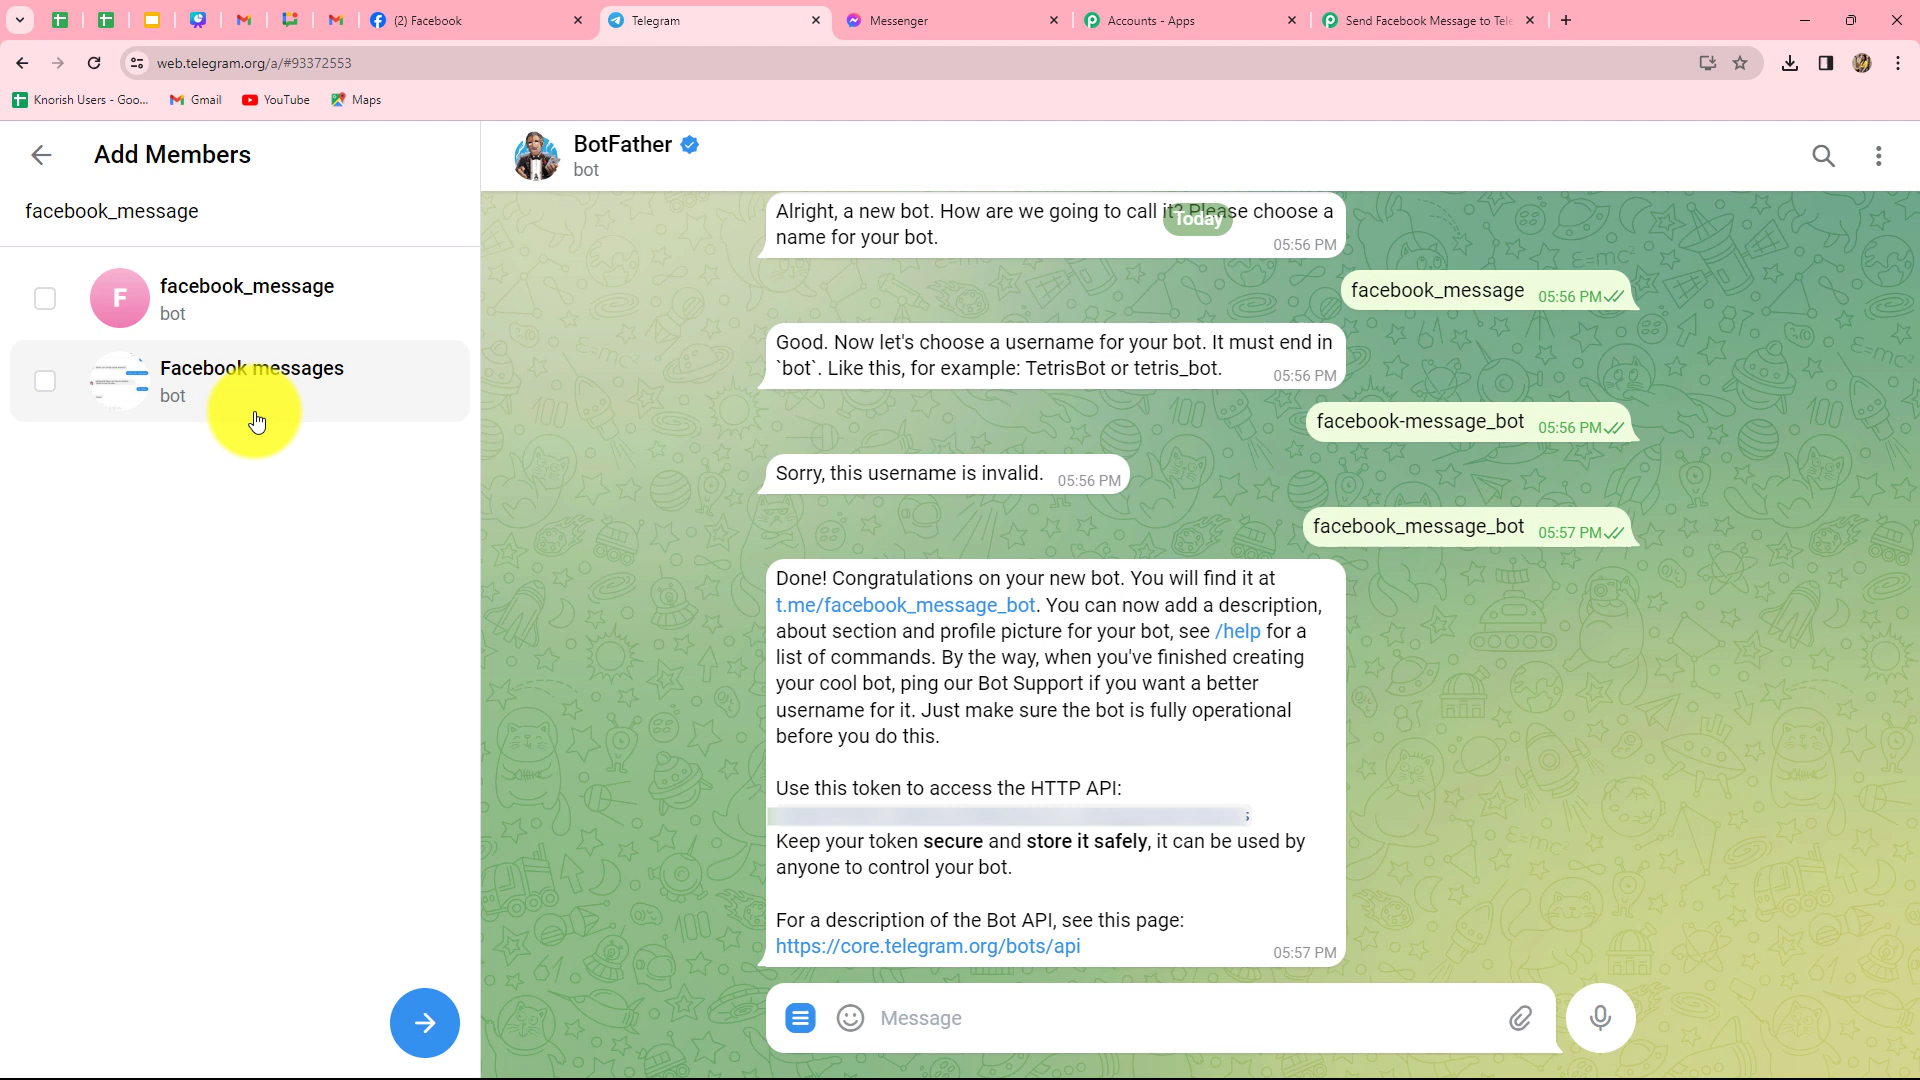 (2) Facebook
Telegram
Messenger
Accounts - Apps
Send Facebook Message to Tele
web.telegram.org/a/#93372553
Knorish Users - Goo...
Gmail
YouTube
Maps
Add Members
facebook_message
F
facebook_message
bot
Facebook messages
bot
BotFather
bot
Today
Alright, a new bot. How are we going to call it? Please choose a
name for your bot.
05:56 PM
facebook_message
05:56 PM
Good. Now let's choose a username for your bot. It must end in
`bot`. Like this, for example: TetrisBot or tetris_bot.
05:56 PM
facebook-message_bot
05:56 PM
Sorry, this username is invalid.
05:56 PM
facebook_message_bot
05:57 PM
Done! Congratulations on your new bot. You will find it at
t.me/facebook_message_bot. You can now add a description,
about section and profile picture for your bot, see /help for a
list of commands. By the way, when you've finished creating
your cool bot, ping our Bot Support if you want a better
username for it. Just make sure the bot is fully operational
before you do this.
Use this token to access the HTTP API:
Keep your token secure and store it safely, it can be used by
anyone to control your bot.
For a description of the Bot API, see this page:
https://core.telegram.org/bots/api
05:57 PM
Message